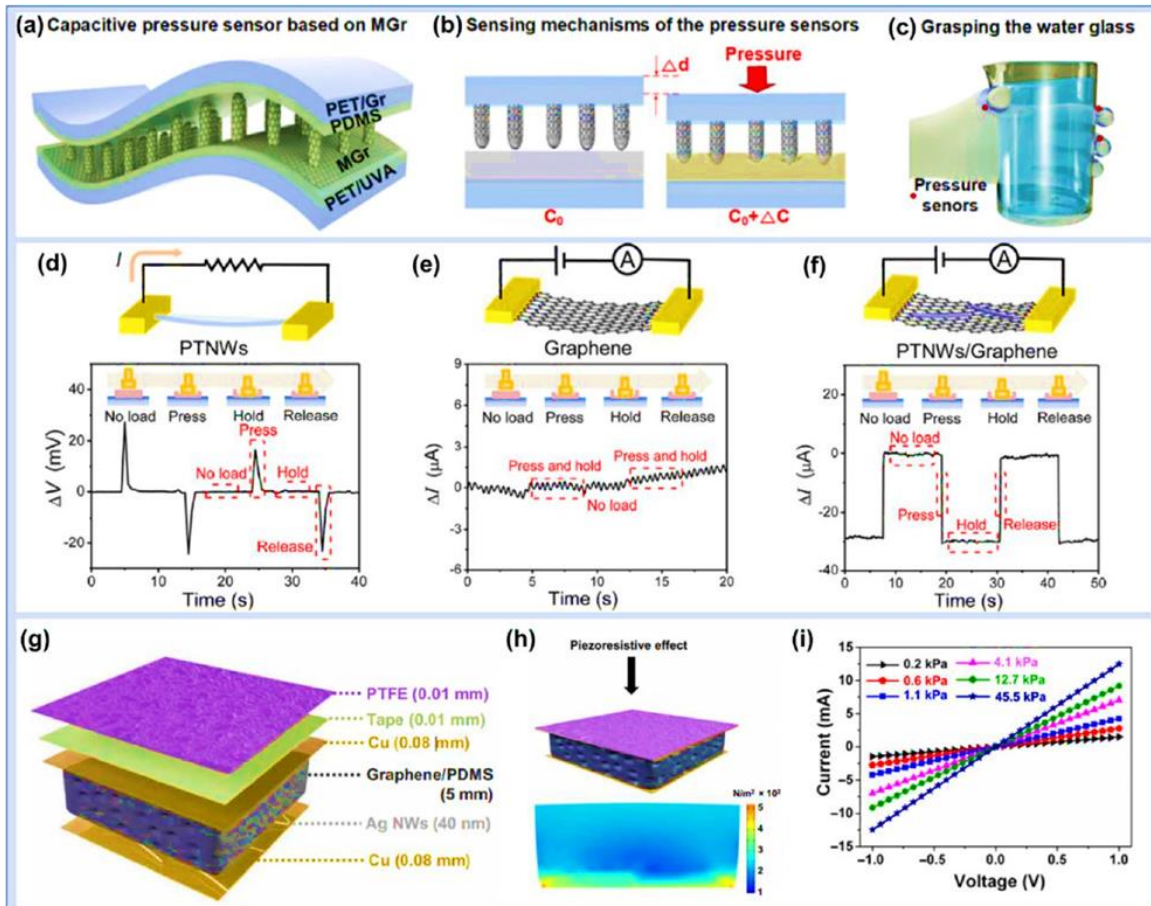 (a) Capacitive pressure sensor based on MGr
PET/Gr
PDMS
MGr
PET/UVA
(b) Sensing mechanisms of the pressure sensors
Δd
Pressure
C₀
C₀+ΔC
(c) Grasping the water glass
Pressure
senors
(d)
I
PTNWs
No load Press Hold Release
Press
No load
Hold
Release
ΔV (mV)
40
20
0
-20
0 10 20 30 40
Time (s)
(e)
A
Graphene
No load Press Hold Release
Press and hold
Press and hold
No load
ΔI (μA)
9
6
3
0
-3
-6
0 5 10 15 20
Time (s)
(f)
A
PTNWs/Graphene
No load Press Hold Release
No load
Press
Hold
Release
ΔI (μA)
0
-20
-40
0 10 20 30 40 50
Time (s)
(g)
PTFE (0.01 mm)
Tape (0.01 mm)
Cu (0.08 mm)
Graphene/PDMS
(5 mm)
Ag NWs (40 nm)
Cu (0.08 mm)
(h)
Piezoresistive effect
5
4
3
2
1
(i)
0.2 kPa
0.6 kPa
1.1 kPa
4.1 kPa
12.7 kPa
45.5 kPa
Current (mA)
15
10
5
0
-5
-10
-15
-1.0 -0.5 0.0 0.5 1.0
Voltage (V)